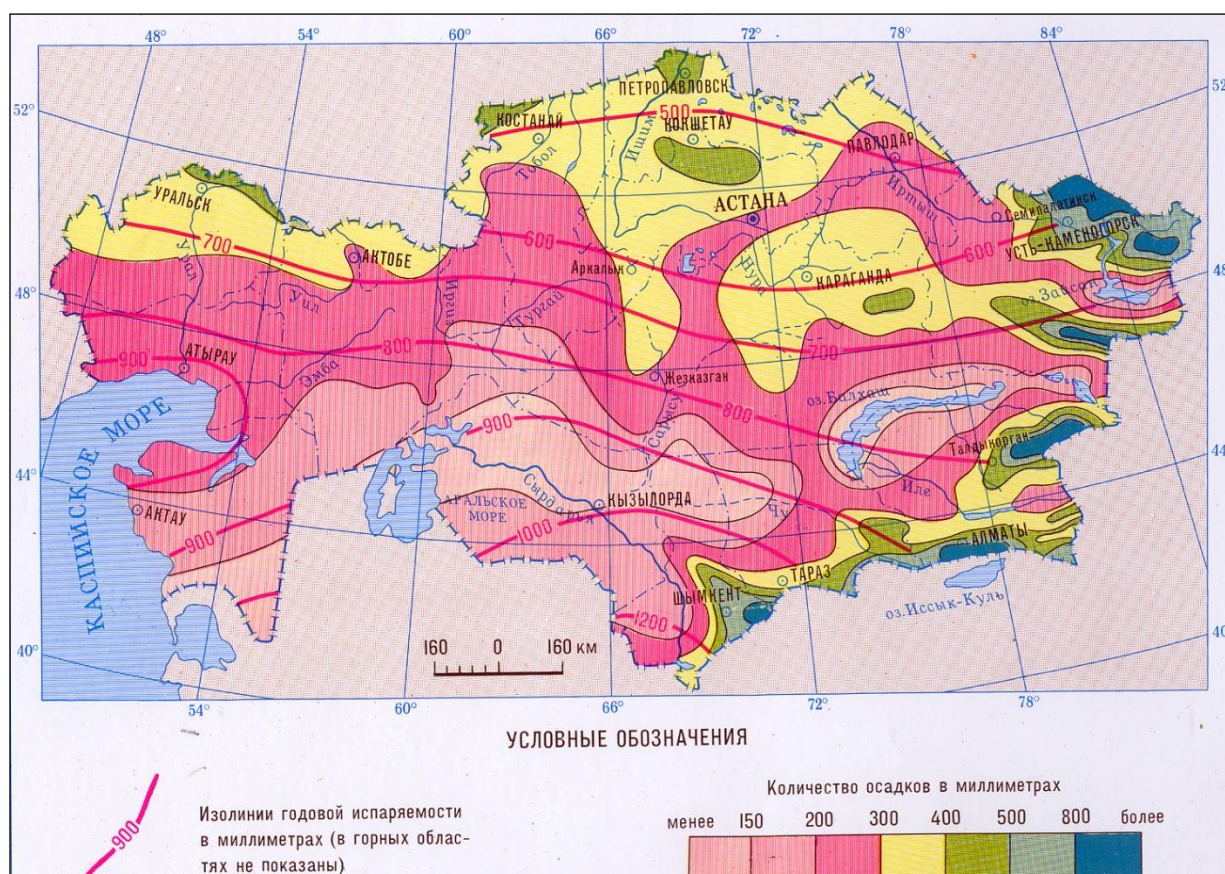 48° 54° 60° 66° 72° 78° 84°
52°
52°
48°
48°
44°
44°
40°
40°
54° 60° 66° 72° 78°
ПЕТРОПАВЛОВСК
КОСТАНАЙ
500
КОКШЕТАУ
Тобол
Ишим
ПАВЛОДАР
Иртыш
УРАЛЬСК
АСТАНА
Семипалатинск
УСТЬ-КАМЕНОГОРСК
700
АКТОБЕ
600
600
Аркалык
Нура
КАРАГАНДА
Урал
Уил
Иргиз
Тургай
оз. Зайсан
700
900
АТЫРАУ
800
Эмба
Жезказган
800
оз. Балхаш
КАСПИЙСКОЕ МОРЕ
900
Сарысу
Талдыкорган
Или
АКТАУ
900
АРАЛЬСКОЕ
МОРЕ
Сырдарья
КЫЗЫЛОРДА
Чу
1000
АЛМАТЫ
ТАРАЗ
ШЫМКЕНТ
оз. Иссык-Куль
1200
160 0 160 км
УСЛОВНЫЕ ОБОЗНАЧЕНИЯ
900
Изолинии годовой испаряемости
в миллиметрах (в горных облас-
тях не показаны)
Количество осадков в миллиметрах
менее 150 200 300 400 500 800 более